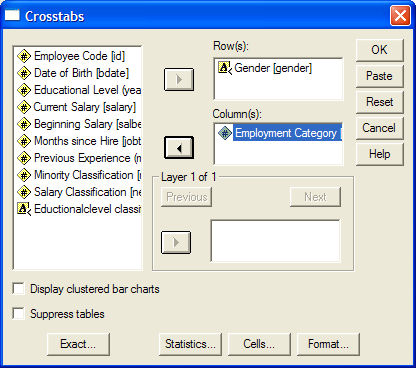 Crosstabs
Employee Code [id]
Date of Birth [bdate]
Educational Level (yea
Current Salary [salary]
Beginning Salary [salbe
Months since Hire [jobt
Previous Experience (m
Minority Classification [m
Salary Classification [ne
Eductionalclevel classif
Row(s):
Gender [gender]
Column(s):
Employment Category [
Layer 1 of 1
Previous
Next
OK
Paste
Reset
Cancel
Help
Display clustered bar charts
Suppress tables
Exact...
Statistics...
Cells...
Format...